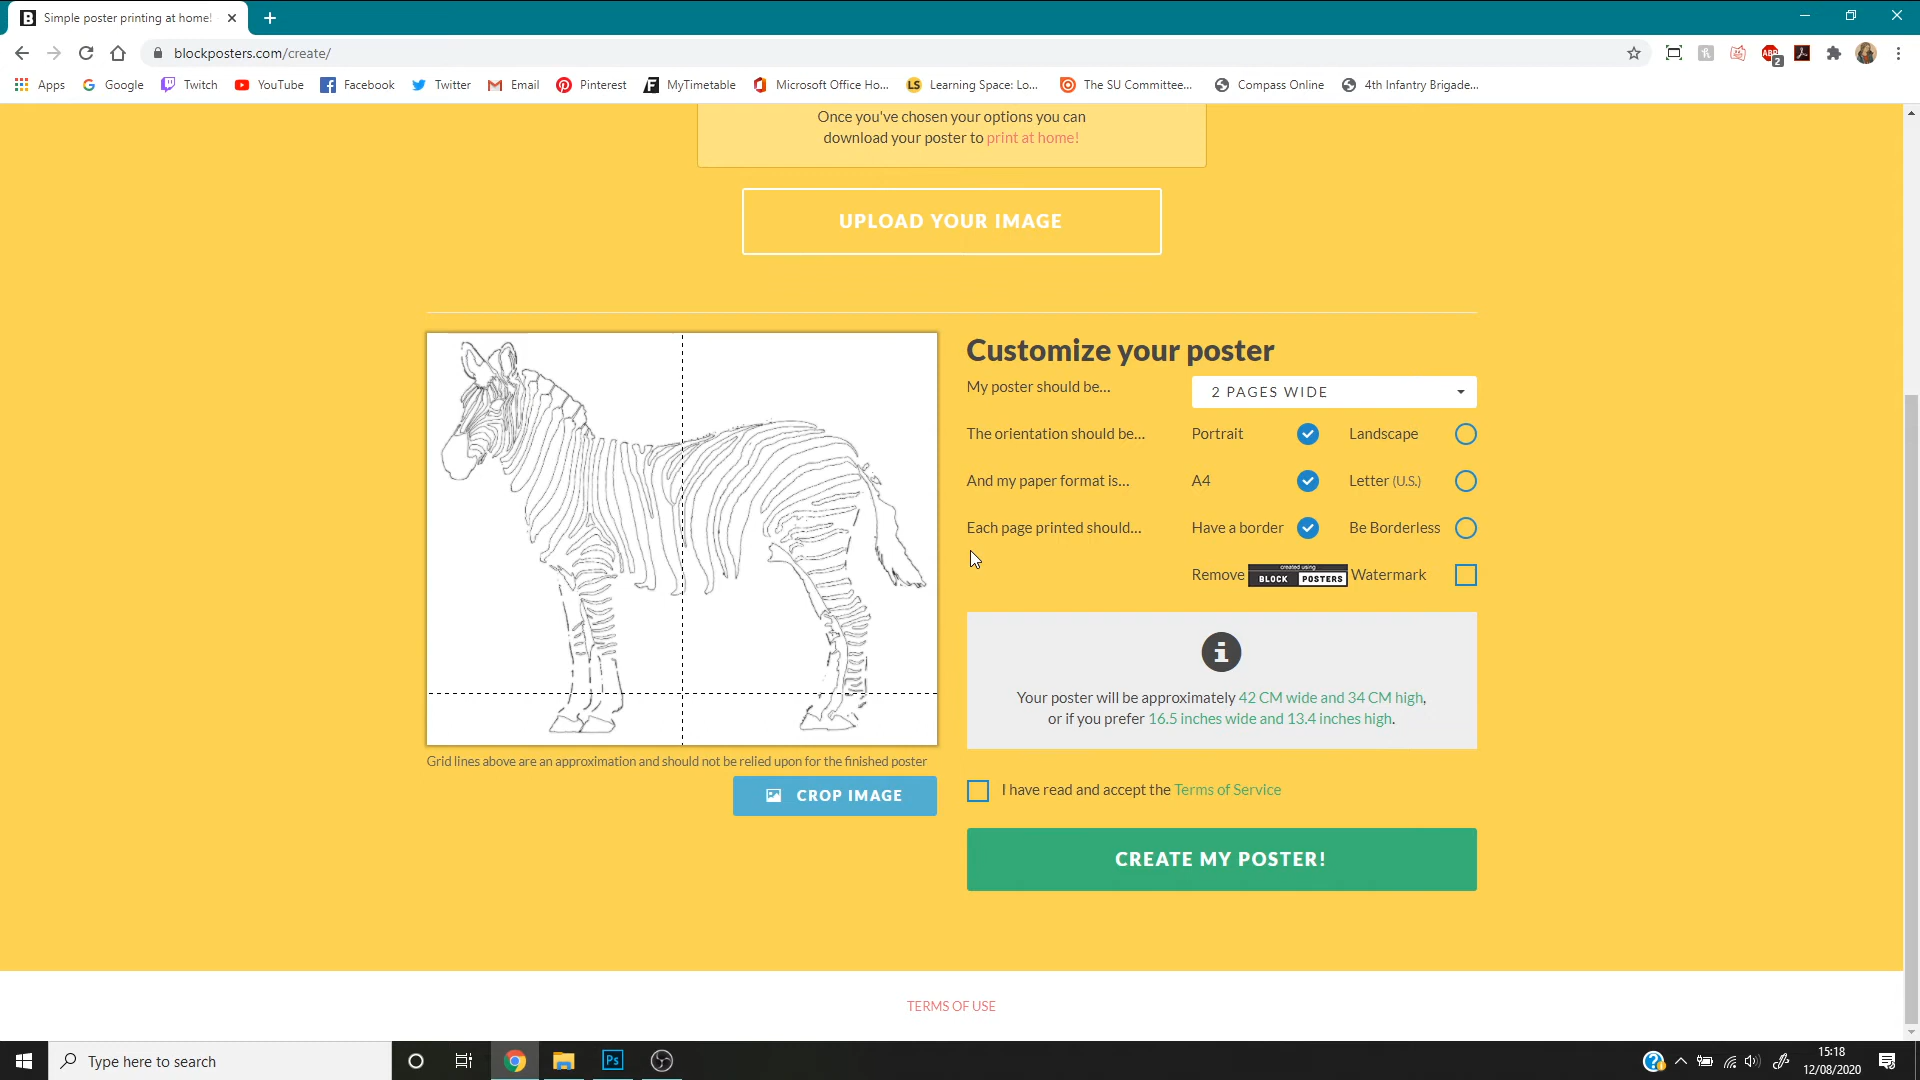 B Simple poster printing at home!
blockposters.com/create/
ABP 2
Apps Google Twitch YouTube Facebook Twitter Email Pinterest MyTimetable Microsoft Office Ho... LS Learning Space: Lo... The SU Committee... Compass Online 4th Infantry Brigade...
Once you've chosen your options you can
download your poster to print at home!
UPLOAD YOUR IMAGE
Customize your poster
My poster should be... 2 PAGES WIDE
The orientation should be... Portrait Landscape
And my paper format is... A4 Letter (U.S.)
Each page printed should... Have a border Be Borderless
Remove created using BLOCK POSTERS Watermark
Your poster will be approximately 42 CM wide and 34 CM high,
or if you prefer 16.5 inches wide and 13.4 inches high.
Grid lines above are an approximation and should not be relied upon for the finished poster
CROP IMAGE
I have read and accept the Terms of Service
CREATE MY POSTER!
TERMS OF USE
Type here to search
Ps
15:18
12/08/2020